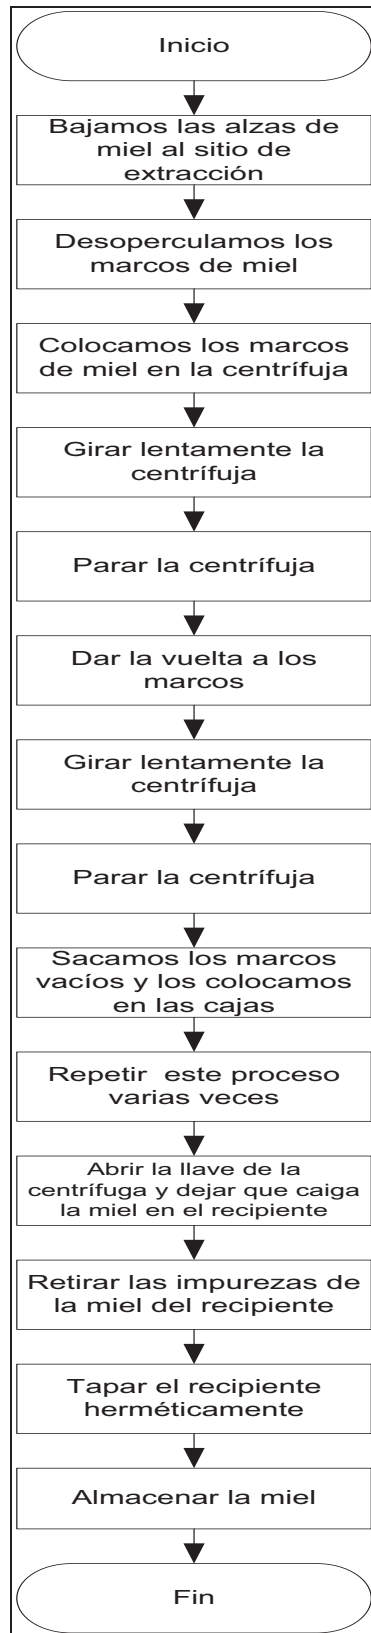 Inicio
Bajamos las alzas de
miel al sitio de
extracción
Desoperculamos los
marcos de miel
Colocamos los marcos
de miel en la centrífuja
Girar lentamente la
centrífuja
Parar la centrífuja
Dar la vuelta a los
marcos
Girar lentamente la
centrífuja
Parar la centrífuja
Sacamos los marcos
vacíos y los colocamos
en las cajas
Repetir este proceso
varias veces
Abrir la llave de la
centrífuga y dejar que caiga
la miel en el recipiente
Retirar las impurezas de
la miel del recipiente
Tapar el recipiente
herméticamente
Almacenar la miel
Fin